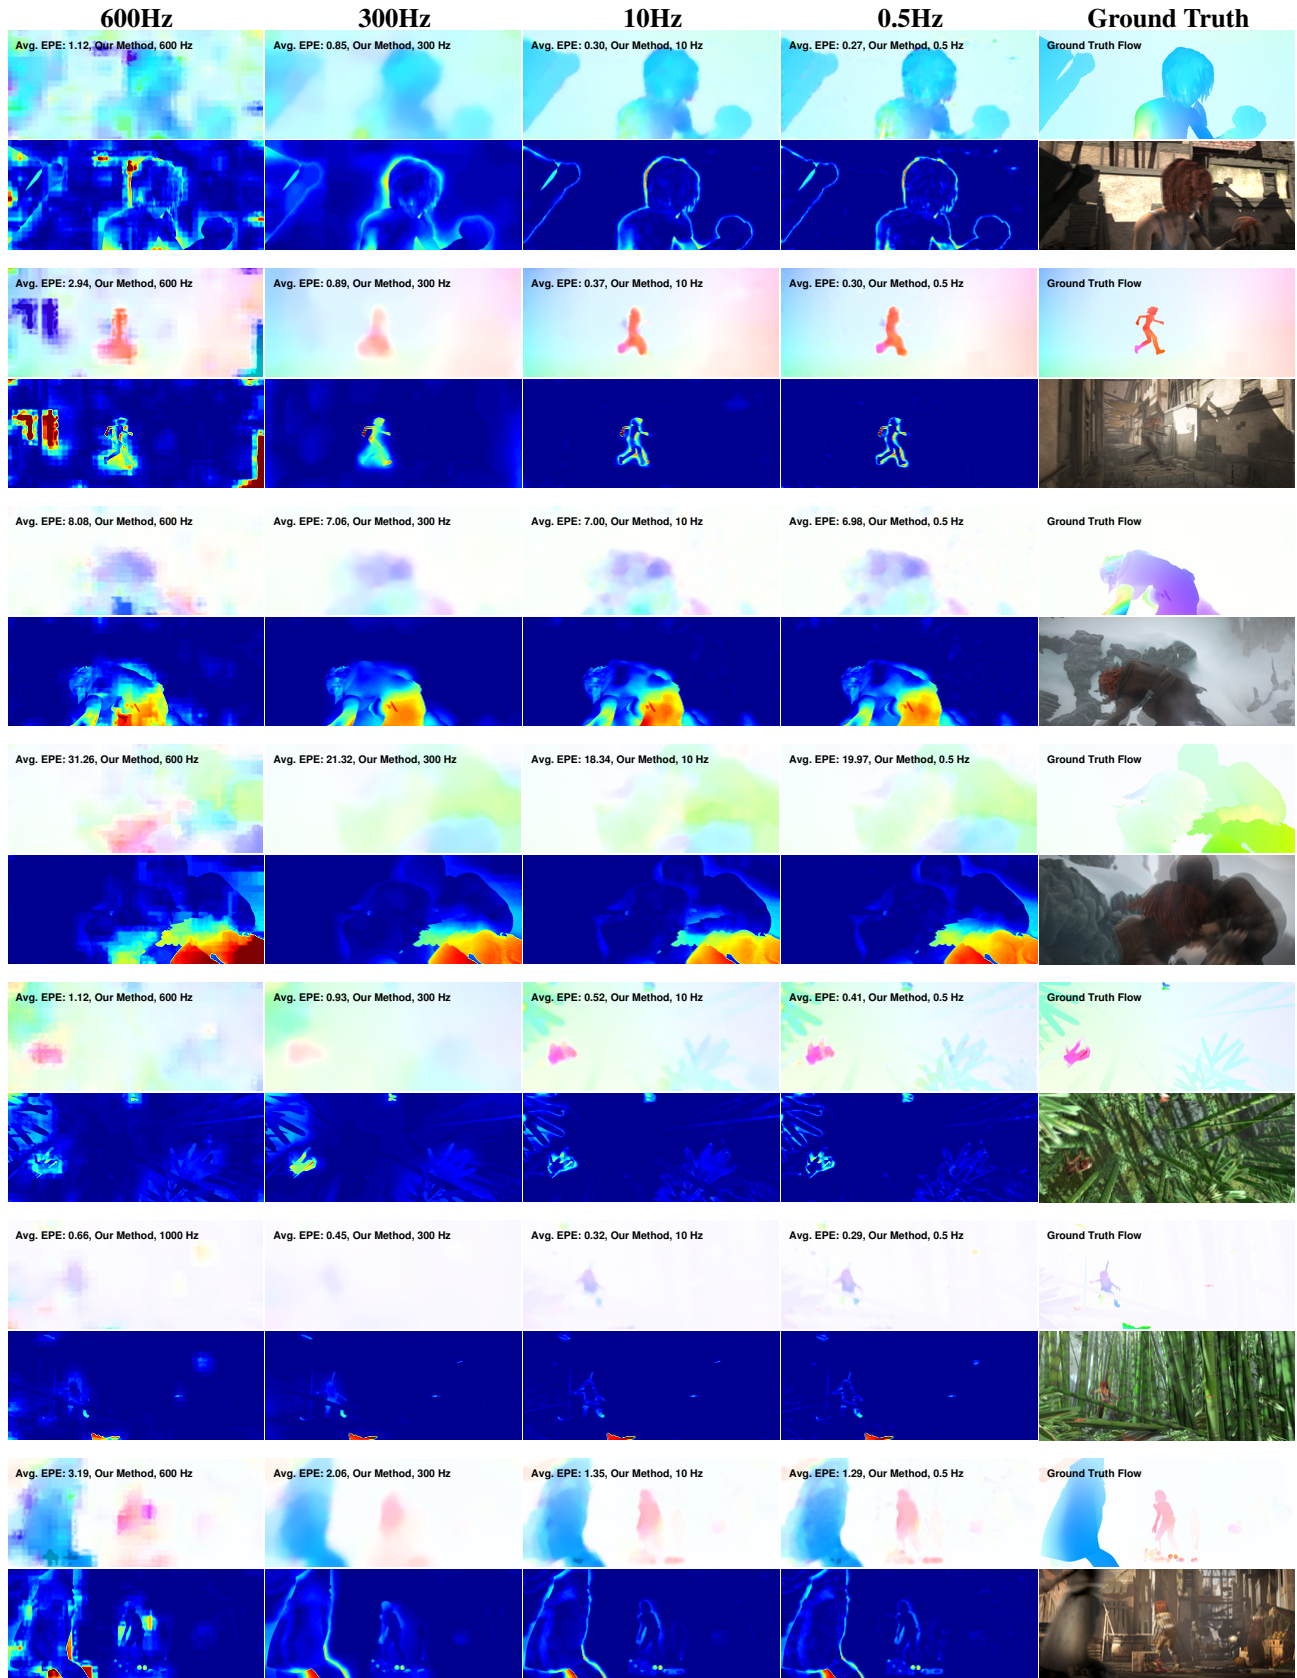 600Hz 300Hz 10Hz 0.5Hz Ground Truth
Avg. EPE: 1.12, Our Method, 600 Hz Avg. EPE: 0.85, Our Method, 300 Hz Avg. EPE: 0.30, Our Method, 10 Hz Avg. EPE: 0.27, Our Method, 0.5 Hz Ground Truth Flow
Avg. EPE: 2.94, Our Method, 600 Hz Avg. EPE: 0.89, Our Method, 300 Hz Avg. EPE: 0.37, Our Method, 10 Hz Avg. EPE: 0.30, Our Method, 0.5 Hz Ground Truth Flow
Avg. EPE: 8.08, Our Method, 600 Hz Avg. EPE: 7.06, Our Method, 300 Hz Avg. EPE: 7.00, Our Method, 10 Hz Avg. EPE: 6.98, Our Method, 0.5 Hz Ground Truth Flow
Avg. EPE: 31.26, Our Method, 600 Hz Avg. EPE: 21.32, Our Method, 300 Hz Avg. EPE: 18.34, Our Method, 10 Hz Avg. EPE: 19.97, Our Method, 0.5 Hz Ground Truth Flow
Avg. EPE: 1.12, Our Method, 600 Hz Avg. EPE: 0.93, Our Method, 300 Hz Avg. EPE: 0.52, Our Method, 10 Hz Avg. EPE: 0.41, Our Method, 0.5 Hz Ground Truth Flow
Avg. EPE: 0.66, Our Method, 1000 Hz Avg. EPE: 0.45, Our Method, 300 Hz Avg. EPE: 0.32, Our Method, 10 Hz Avg. EPE: 0.29, Our Method, 0.5 Hz Ground Truth Flow
Avg. EPE: 3.19, Our Method, 600 Hz Avg. EPE: 2.06, Our Method, 300 Hz Avg. EPE: 1.35, Our Method, 10 Hz Avg. EPE: 1.29, Our Method, 0.5 Hz Ground Truth Flow